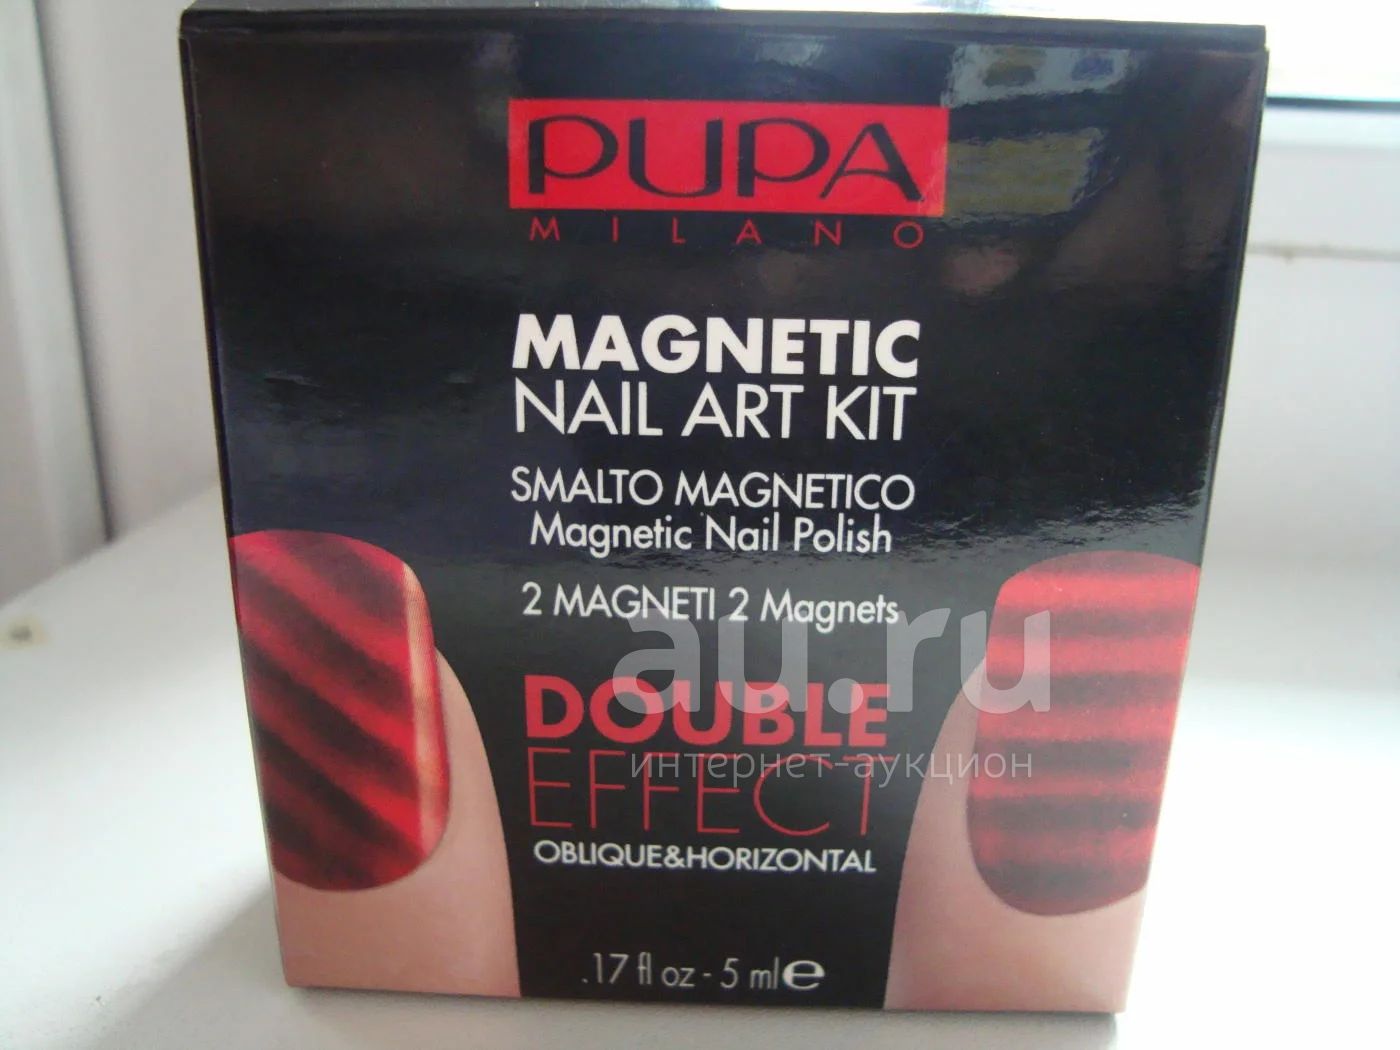 PUPA
MILANO
MAGNETIC
NAIL ART KIT
SMALTO MAGNETICO
Magnetic Nail Polish
2 MAGNETI 2 Magnets
au.ru
DOUBLE
интернет-аукцион
EFFECT
OBLIQUE&HORIZONTAL
.17 fl oz - 5 ml e